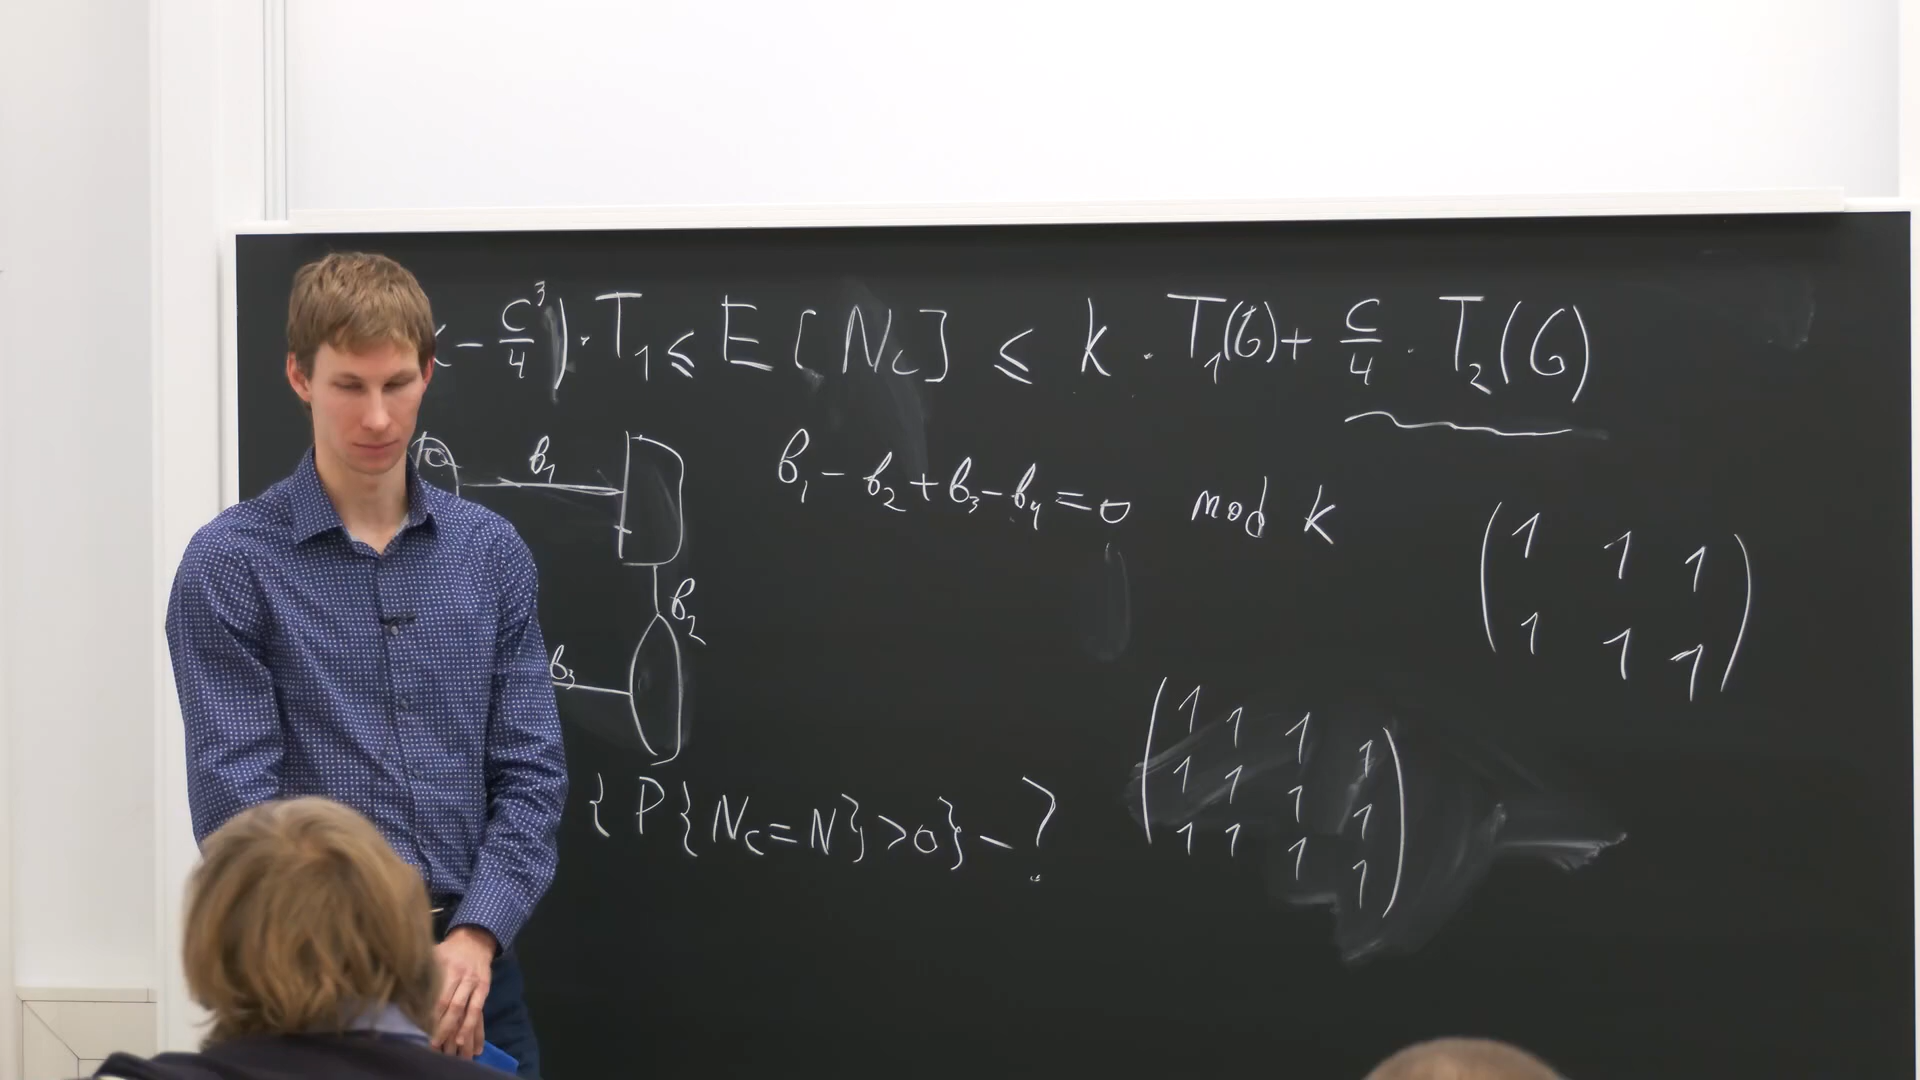 - C³/4) · T₁ ≤ E[N_C] ≤ k · T₁(G) + C/4 · T₂(G)
b₁
b₁ - b₂ + b₃ - b₄ = 0 mod k
b₂
b₃
( 1 1 1
1 1 1 )
( 1 1 1 1
1 1 1 1
1 1 1 1 )
{P{N_C = N} > 0} - ?